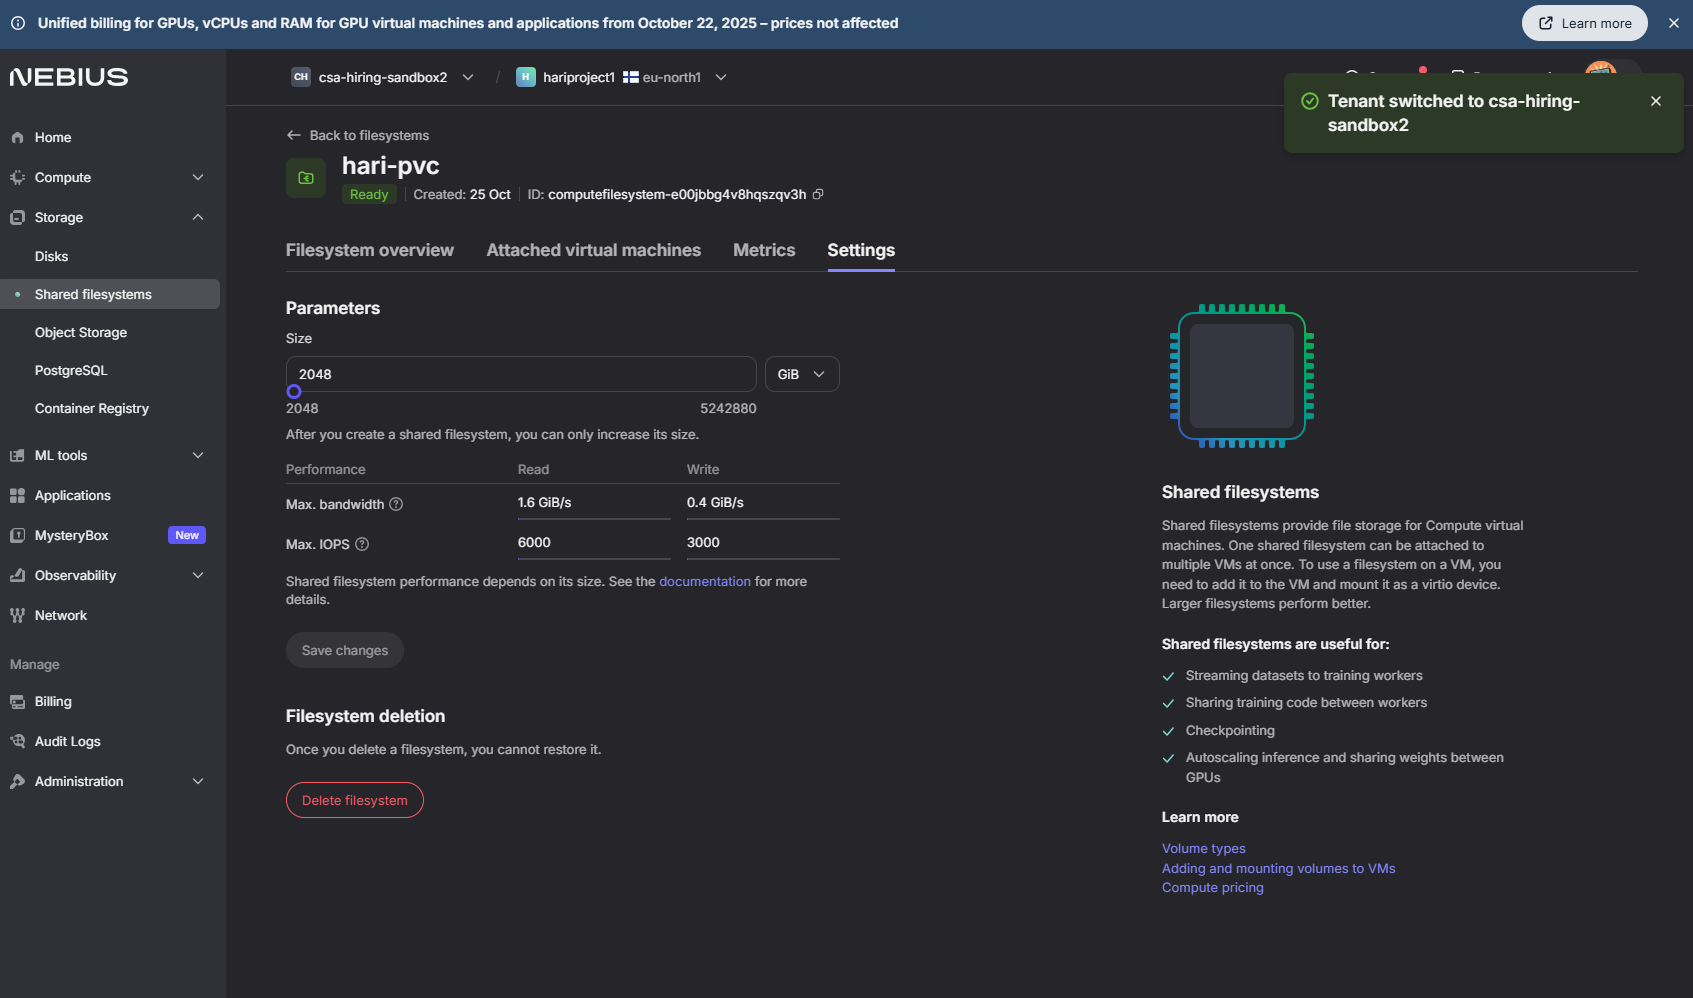 Unified billing for GPUs, vCPUs and RAM for GPU virtual machines and applications from October 22, 2025 – prices not affected
Learn more
NEBIUS
CH csa-hiring-sandbox2 / H hariproject1 eu-north1
Tenant switched to csa-hiring-
sandbox2
Home
Compute
Storage
Disks
Shared filesystems
Object Storage
PostgreSQL
Container Registry
ML tools
Applications
MysteryBox New
Observability
Network
Manage
Billing
Audit Logs
Administration
Back to filesystems
hari-pvc
Ready Created: 25 Oct ID: computefilesystem-e00jbbg4v8hqszqv3h
Filesystem overview Attached virtual machines Metrics Settings
Parameters
Size
2048 GiB
2048 5242880
After you create a shared filesystem, you can only increase its size.
Performance Read Write
Max. bandwidth 1.6 GiB/s 0.4 GiB/s
Max. IOPS 6000 3000
Shared filesystem performance depends on its size. See the documentation for more
details.
Save changes
Filesystem deletion
Once you delete a filesystem, you cannot restore it.
Delete filesystem
Shared filesystems
Shared filesystems provide file storage for Compute virtual
machines. One shared filesystem can be attached to
multiple VMs at once. To use a filesystem on a VM, you
need to add it to the VM and mount it as a virtio device.
Larger filesystems perform better.
Shared filesystems are useful for:
Streaming datasets to training workers
Sharing training code between workers
Checkpointing
Autoscaling inference and sharing weights between
GPUs
Learn more
Volume types
Adding and mounting volumes to VMs
Compute pricing